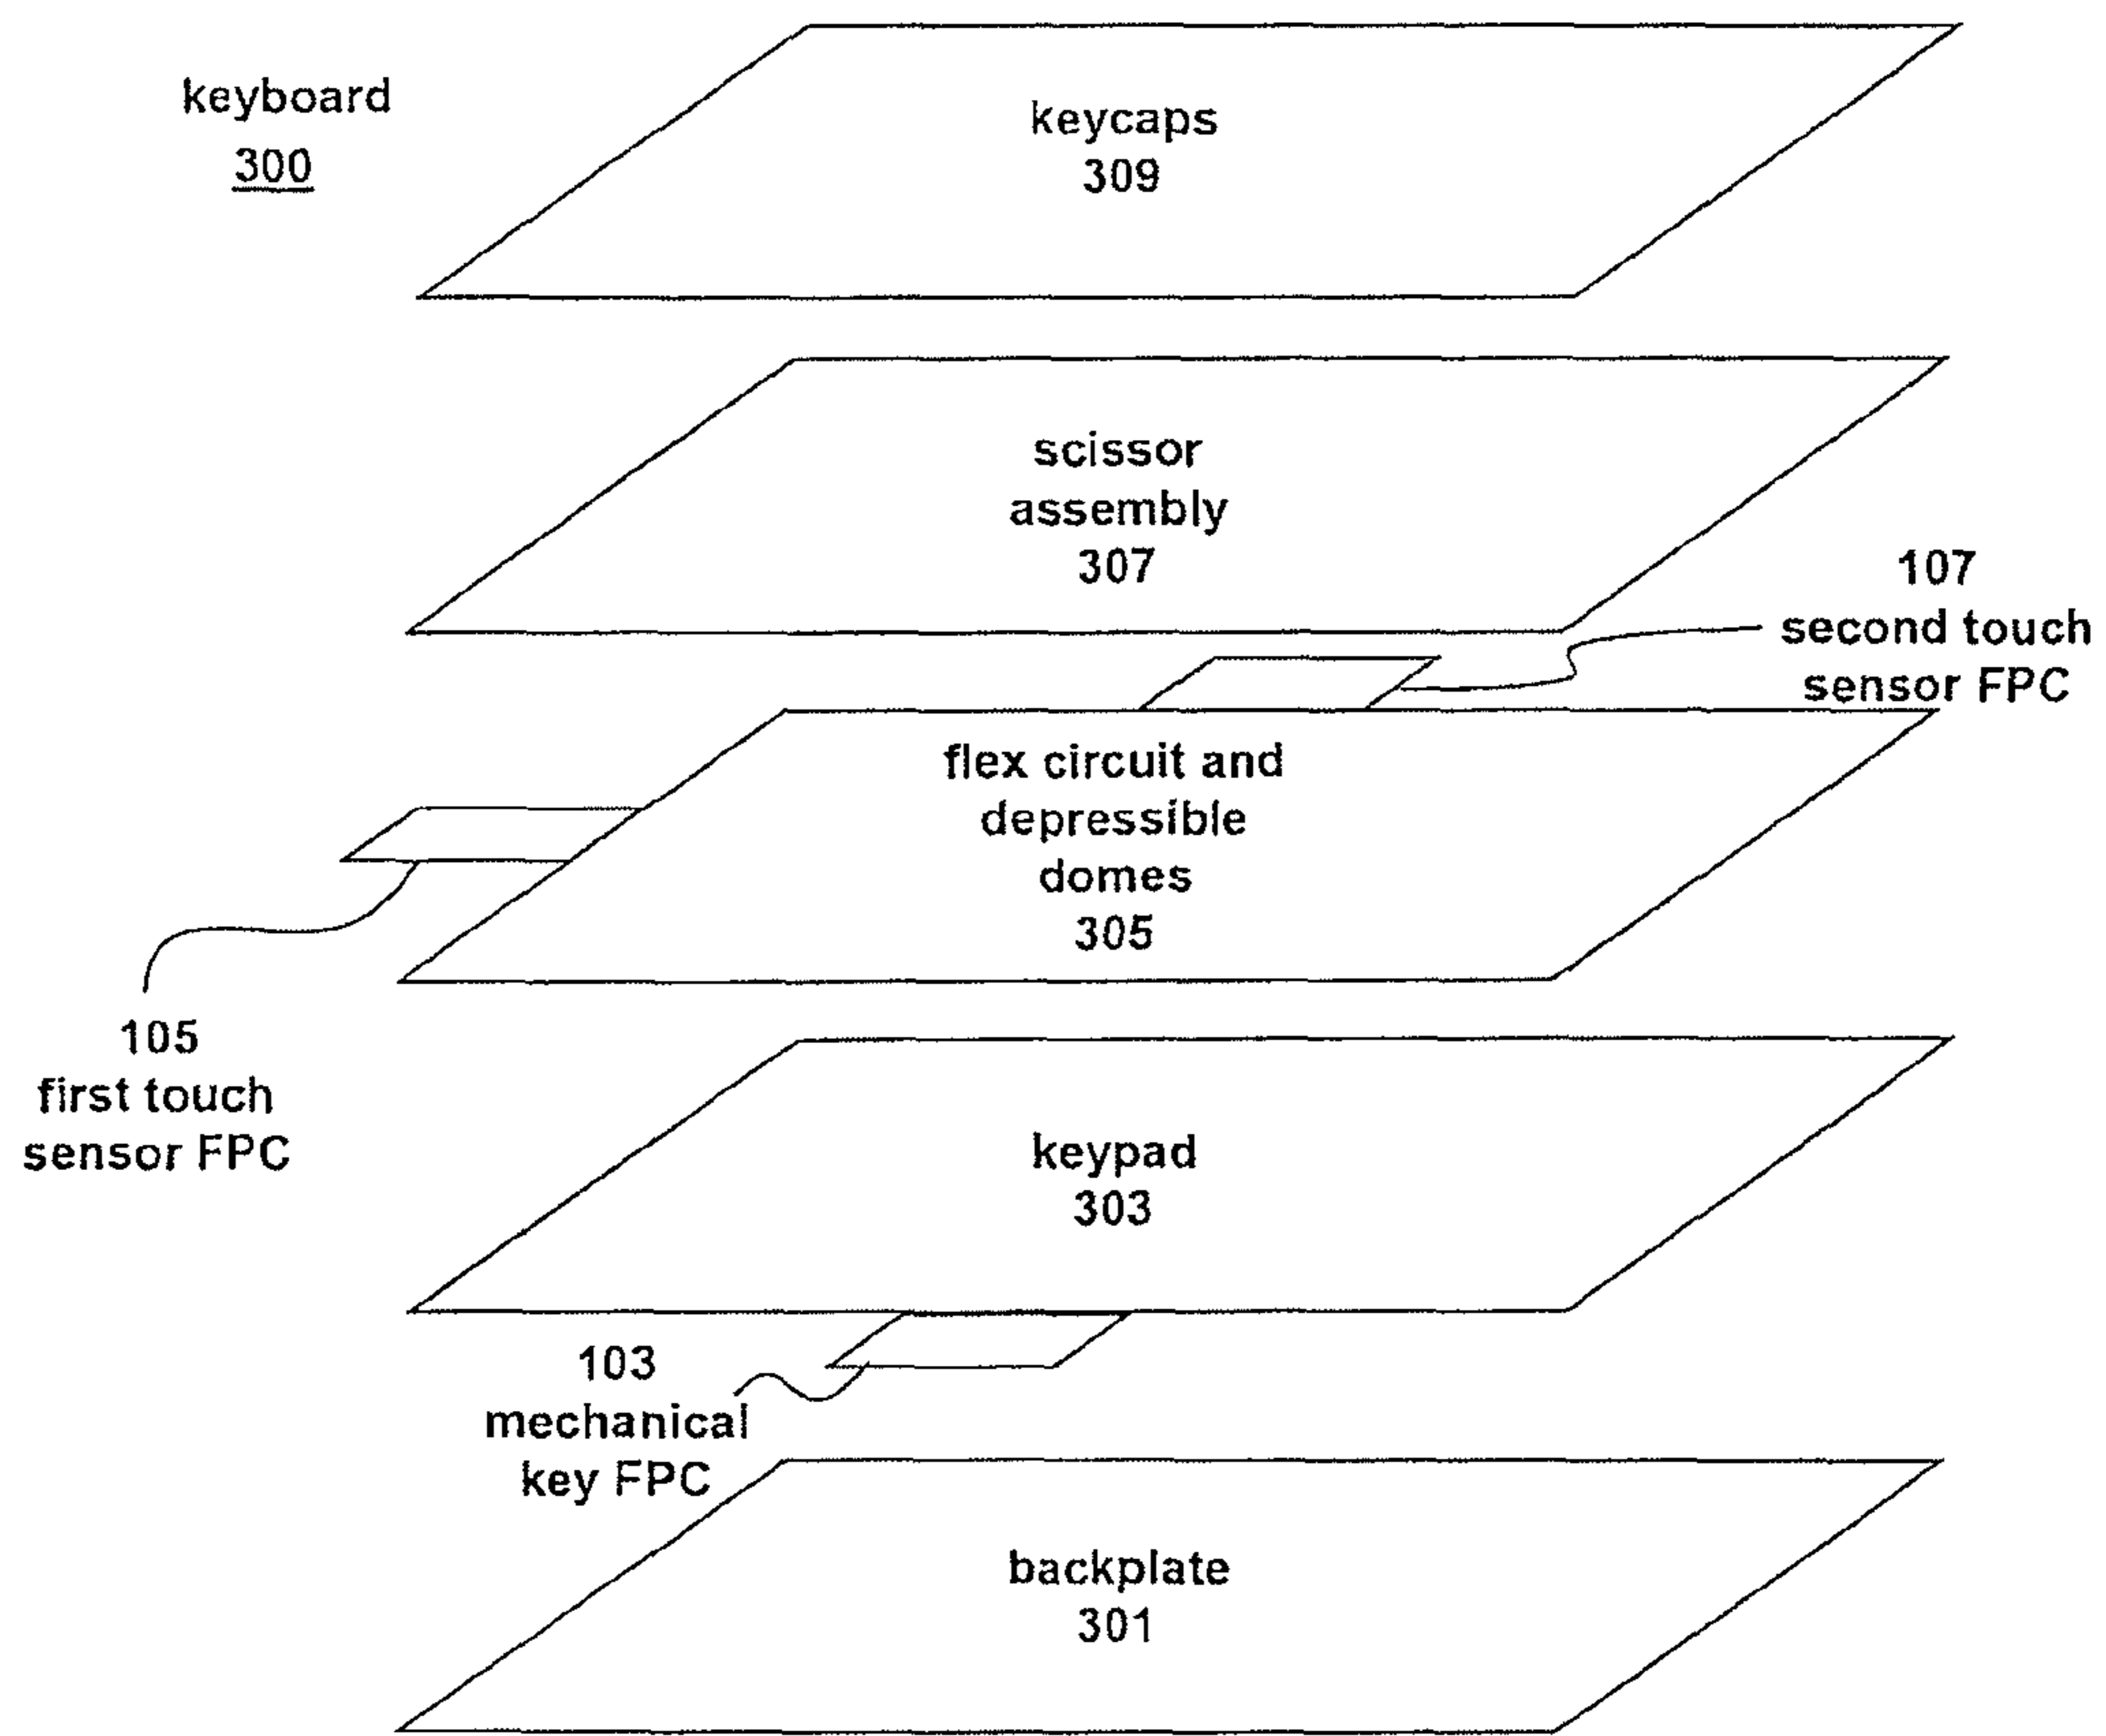 keyboard
300
keycaps
309
scissor
assembly
307
107
second touch
sensor FPC
flex circuit and
depressible
domes
305
105
first touch
sensor FPC
keypad
303
103
mechanical
key FPC
backplate
301